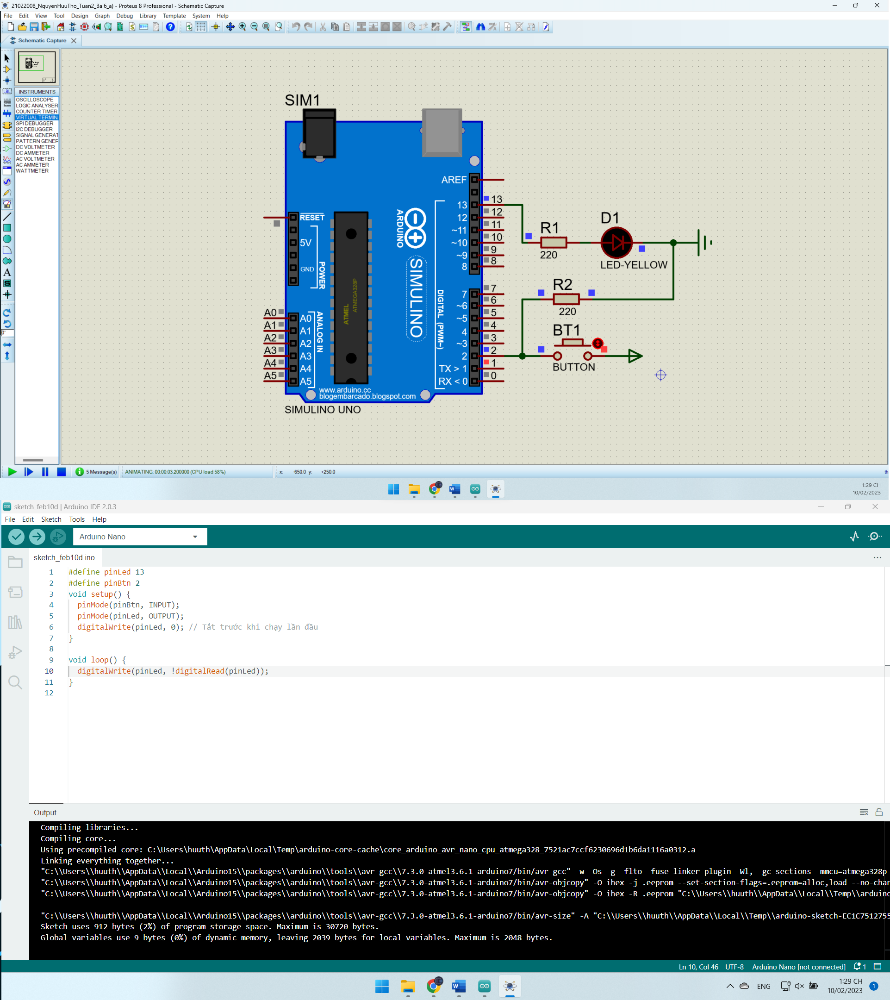 21022008_NguyenHuuTho_Tuan2_Bai6_a) - Proteus 8 Professional - Schematic Capture
File Edit View Tool Design Graph Debug Library Template System Help
Schematic Capture
INSTRUMENTS
OSCILLOSCOPE
LOGIC ANALYSER
COUNTER TIMER
VIRTUAL TERMIN
SPI DEBUGGER
I2C DEBUGGER
SIGNAL GENERAT
PATTERN GENER
DC VOLTMETER
DC AMMETER
AC VOLTMETER
AC AMMETER
WATTMETER
SIM1
AREF
RESET
5V
GND
POWER
A0 A0
A1 A1
A2 A2
A3 A3
A4 A4
A5 A5
ANALOG IN
ATMEL
ATMEGA328P
ARDUINO
SIMULINO
DIGITAL (PWM~)
13 13
12 12
~11 11
~10 10
~9 9
8 8
7 7
~6 6
~5 5
4 4
~3 3
2 2
TX > 1 1
RX < 0 0
www.arduino.cc
blogembarcado.blogspot.com
SIMULINO UNO
R1
220
D1
LED-YELLOW
R2
220
BT1
BUTTON
5 Message(s) ANIMATING: 00:00:03.200000 (CPU load 58%) x: -650.0 y: +250.0 th
1:29 CH
10/02/2023
sketch_feb10d | Arduino IDE 2.0.3
File Edit Sketch Tools Help
Arduino Nano
sketch_feb10d.ino
1 #define pinLed 13
2 #define pinBtn 2
3 void setup() {
4 pinMode(pinBtn, INPUT);
5 pinMode(pinLed, OUTPUT);
6 digitalWrite(pinLed, 0); // Tắt trước khi chạy lần đầu
7 }
8
9 void loop() {
10 digitalWrite(pinLed, !digitalRead(pinLed));
11 }
12
Output
Compiling libraries...
Compiling core...
Using precompiled core: C:\Users\huuth\AppData\Local\Temp\arduino-core-cache\core_arduino_avr_nano_cpu_atmega328_7521ac7ccf6230696d1b6da1116a0312.a
Linking everything together...
"C:\\Users\\huuth\\AppData\\Local\\Arduino15\\packages\\arduino\\tools\\avr-gcc\\7.3.0-atmel3.6.1-arduino7/bin/avr-gcc" -w -Os -g -flto -fuse-linker-plugin -Wl,--gc-sections -mmcu=atmega328p
"C:\\Users\\huuth\\AppData\\Local\\Arduino15\\packages\\arduino\\tools\\avr-gcc\\7.3.0-atmel3.6.1-arduino7/bin/avr-objcopy" -O ihex -j .eeprom --set-section-flags=.eeprom=alloc,load --no-chan
"C:\\Users\\huuth\\AppData\\Local\\Arduino15\\packages\\arduino\\tools\\avr-gcc\\7.3.0-atmel3.6.1-arduino7/bin/avr-objcopy" -O ihex -R .eeprom "C:\\Users\\huuth\\AppData\\Local\\Temp\\arduino
"C:\\Users\\huuth\\AppData\\Local\\Arduino15\\packages\\arduino\\tools\\avr-gcc\\7.3.0-atmel3.6.1-arduino7/bin/avr-size" -A "C:\\Users\\huuth\\AppData\\Local\\Temp\\arduino-sketch-EC1C7512755
Sketch uses 912 bytes (2%) of program storage space. Maximum is 30720 bytes.
Global variables use 9 bytes (0%) of dynamic memory, leaving 2039 bytes for local variables. Maximum is 2048 bytes.
Ln 10, Col 46 UTF-8 Arduino Nano [not connected] 1
ENG 1:29 CH 1
10/02/2023